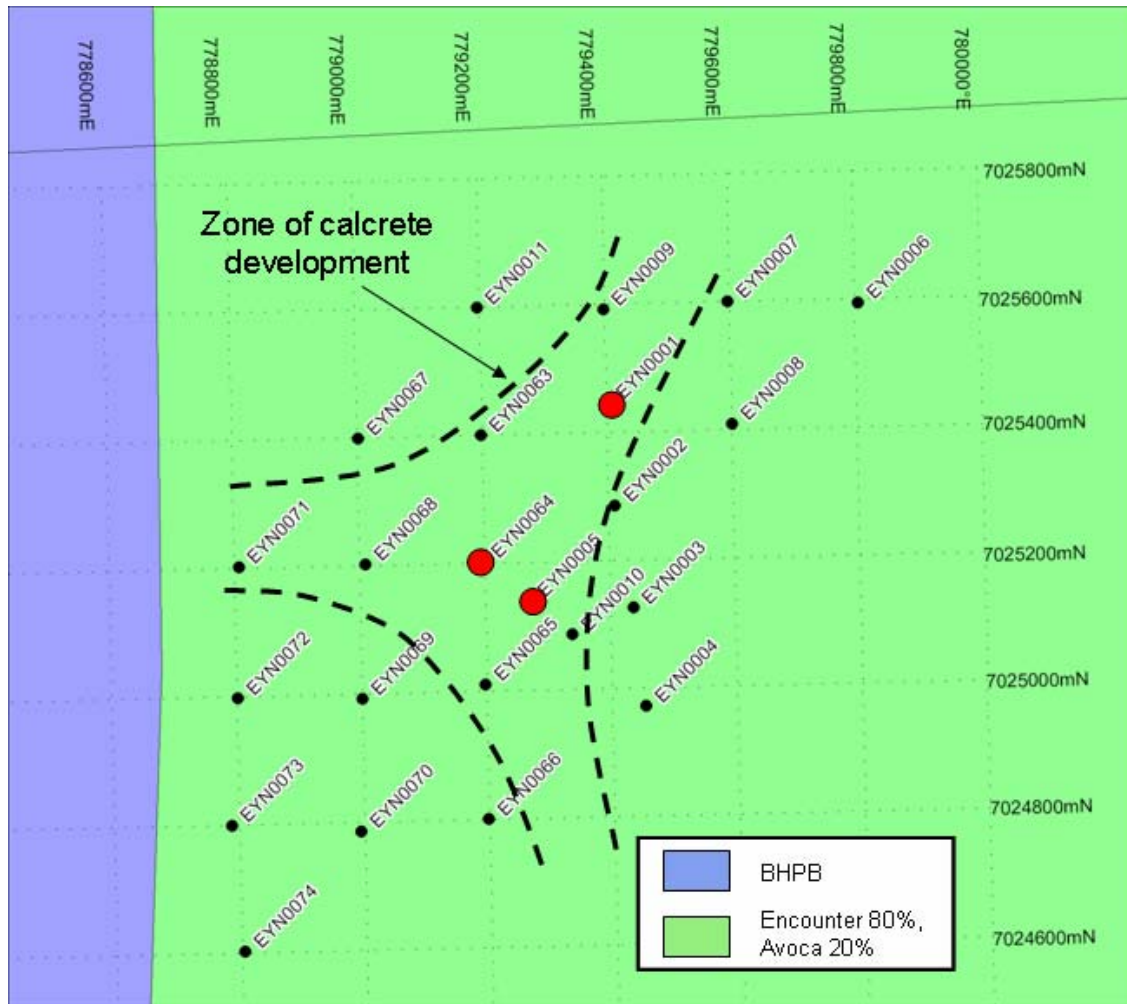 778600mE
778800mE
779000mE
779200mE
779400mE
779600mE
779800mE
780000°E
7025800mN
Zone of calcrete
development
EYN0011
EYN0009
EYN0007
EYN0006
7025600mN
EYN0067
EYN0063
EYN0001
EYN0008
7025400mN
EYN0002
EYN0071
EYN0068
EYN0064
EYN0005
EYN0003
7025200mN
EYN0010
EYN0072
EYN0069
EYN0065
EYN0004
7025000mN
EYN0073
EYN0070
EYN0066
7024800mN
BHPB
EYN0074
Encounter 80%,
Avoca 20%
7024600mN